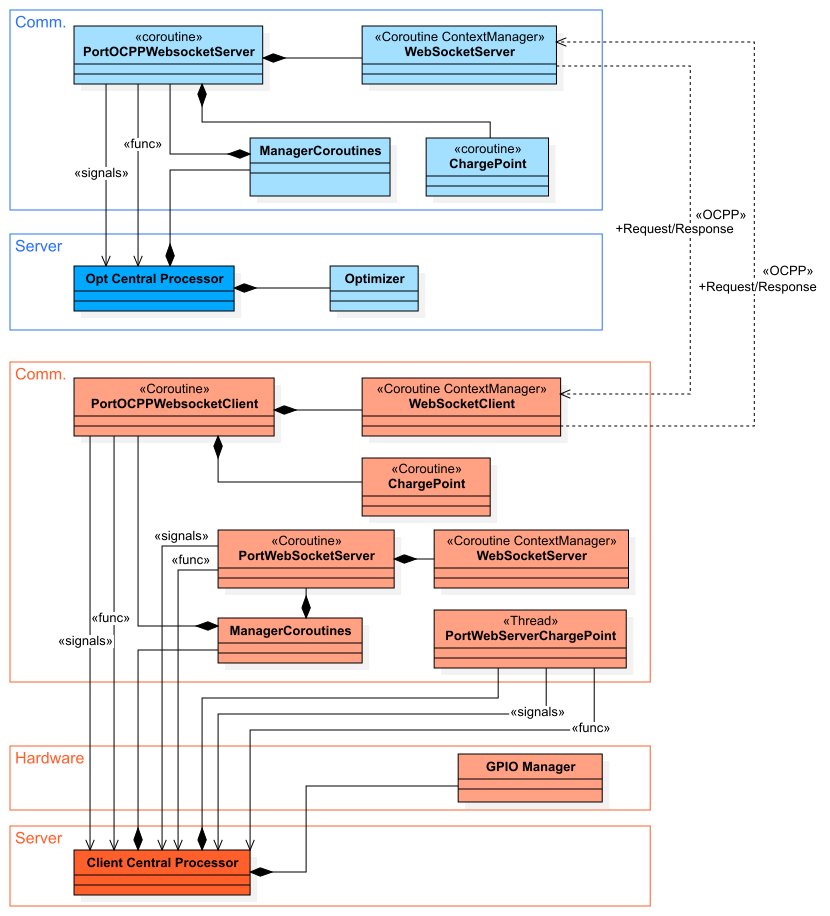 Comm.
«coroutine»
PortOCPPWebsocketServer
«Coroutine ContextManager»
WebSocketServer
«func»
«signals»
ManagerCoroutines
«coroutine»
ChargePoint
«OCPP»
+Request/Response
Server
Opt Central Processor
Optimizer
«OCPP»
+Request/Response
Comm.
«Coroutine»
PortOCPPWebsocketClient
«Coroutine ContextManager»
WebSocketClient
«Coroutine»
ChargePoint
«signals»
«func»
«Coroutine»
PortWebSocketServer
«Coroutine ContextManager»
WebSocketServer
«func»
«signals»
ManagerCoroutines
«Thread»
PortWebServerChargePoint
«signals»
«func»
Hardware
GPIO Manager
Server
Client Central Processor